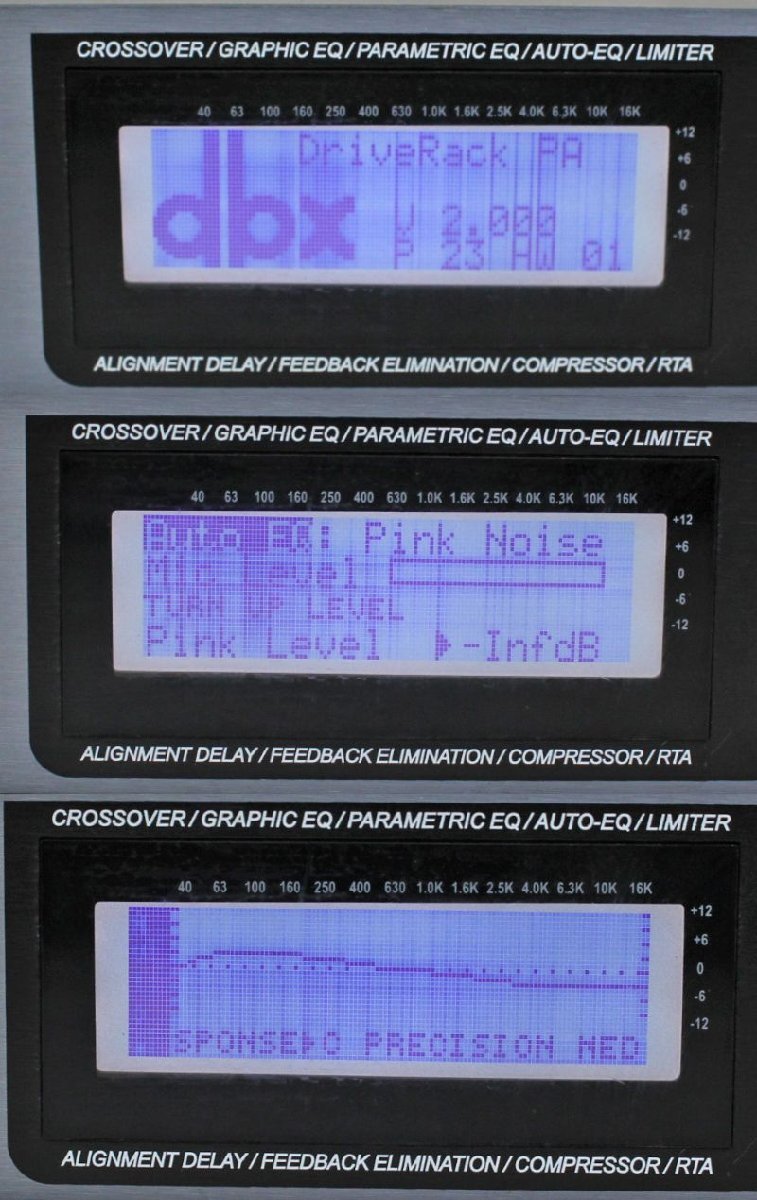 CROSSOVER / GRAPHIC EQ / PARAMETRIC EQ / AUTO-EQ / LIMITER
40 63 100 160 250 400 630 1.0K 1.6K 2.5K 4.0K 6.3K 10K 16K
+12
DriveRack PA
+6
0
dbx V 2.000
-6
P 23 HW 01
-12
ALIGNMENT DELAY / FEEDBACK ELIMINATION / COMPRESSOR / RTA
CROSSOVER / GRAPHIC EQ / PARAMETRIC EQ / AUTO-EQ / LIMITER
40 63 100 160 250 400 630 1.0K 1.6K 2.5K 4.0K 6.3K 10K 16K
+12
Auto EQ: Pink Noise
+6
Mic Level
0
TURN UP LEVEL
-6
-12
Pink Level -InfdB
ALIGNMENT DELAY / FEEDBACK ELIMINATION / COMPRESSOR / RTA
CROSSOVER / GRAPHIC EQ / PARAMETRIC EQ / AUTO-EQ / LIMITER
40 63 100 160 250 400 630 1.0K 1.6K 2.5K 4.0K 6.3K 10K 16K
+12
+6
0
-6
-12
SPONSE▶0 PRECISION MED
ALIGNMENT DELAY / FEEDBACK ELIMINATION / COMPRESSOR / RTA